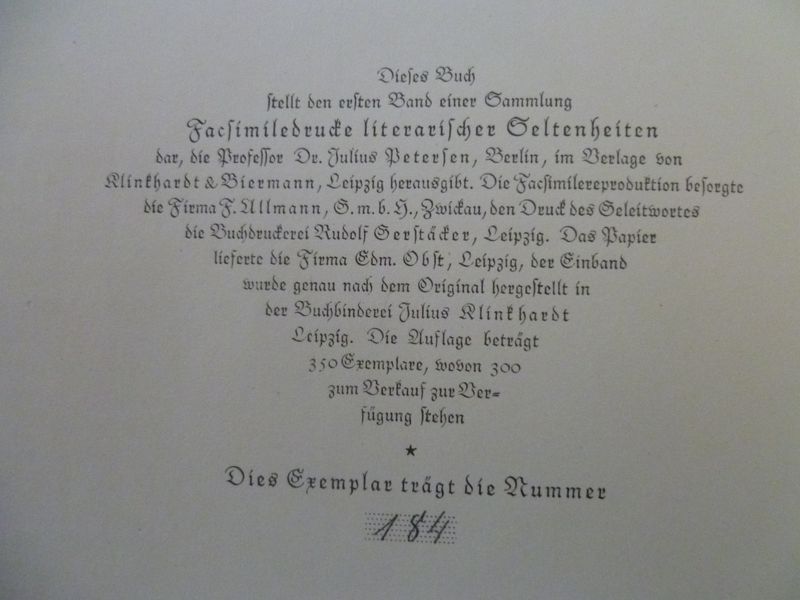 Dieses Buch
stellt den ersten Band einer Sammlung
Facsimiledrucke literarischer Seltenheiten
dar, die Professor Dr. Julius Petersen, Berlin, im Verlage von
Klinkhardt & Biermann, Leipzig herausgibt. Die Facsimilereproduktion besorgte
die Firma F. Ullmann, G. m. b. H., Zwickau, den Druck des Geleitwortes
die Buchdruckerei Rudolf Gerstäcker, Leipzig. Das Papier
lieferte die Firma Edm. Obst, Leipzig, der Einband
wurde genau nach dem Original hergestellt in
der Buchbinderei Julius Klinkhardt
Leipzig. Die Auflage beträgt
350 Exemplare, wovon 300
zum Verkauf zur Ver=
fügung stehen
★
Dies Exemplar trägt die Nummer
184